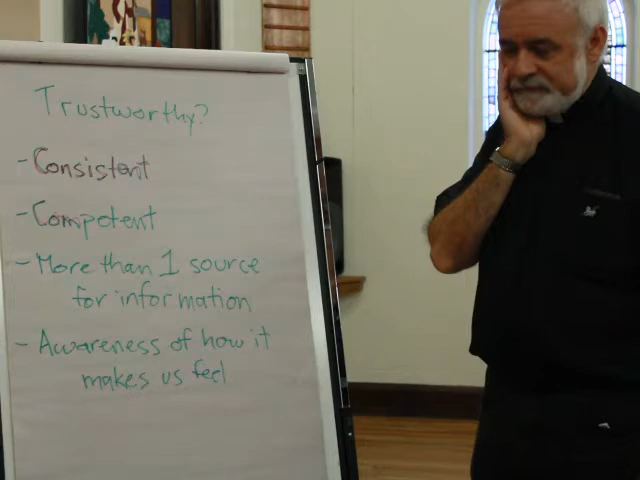 Trustworthy?
- Consistent
- Competent
- More than 1 source
for information
- Awareness of how it
makes us feel